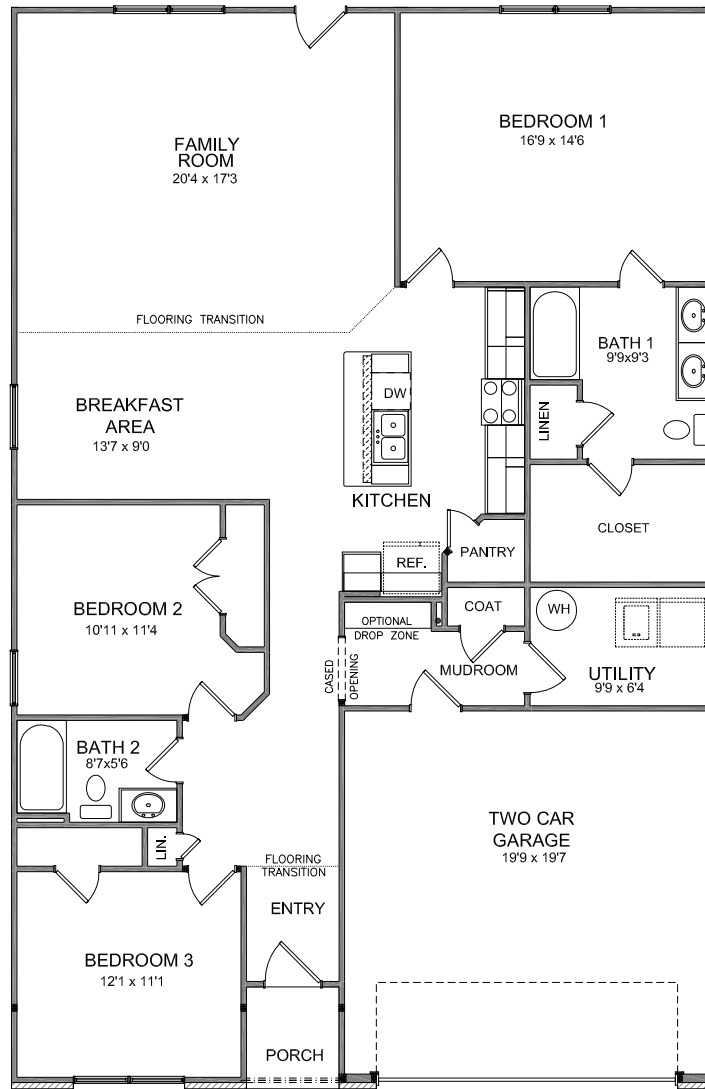 FAMILY
ROOM
20'4 x 17'3
BEDROOM 1
16'9 x 14'6
FLOORING TRANSITION
BATH 1
9'9x9'3
DW
BREAKFAST
AREA
13'7 x 9'0
LINEN
KITCHEN
CLOSET
PANTRY
REF.
BEDROOM 2
10'11 x 11'4
COAT
WH
OPTIONAL
DROP ZONE
MUDROOM
CASED
OPENING
UTILITY
9'9 x 6'4
BATH 2
8'7x5'6
TWO CAR
GARAGE
19'9 x 19'7
LIN.
FLOORING
TRANSITION
ENTRY
BEDROOM 3
12'1 x 11'1
PORCH